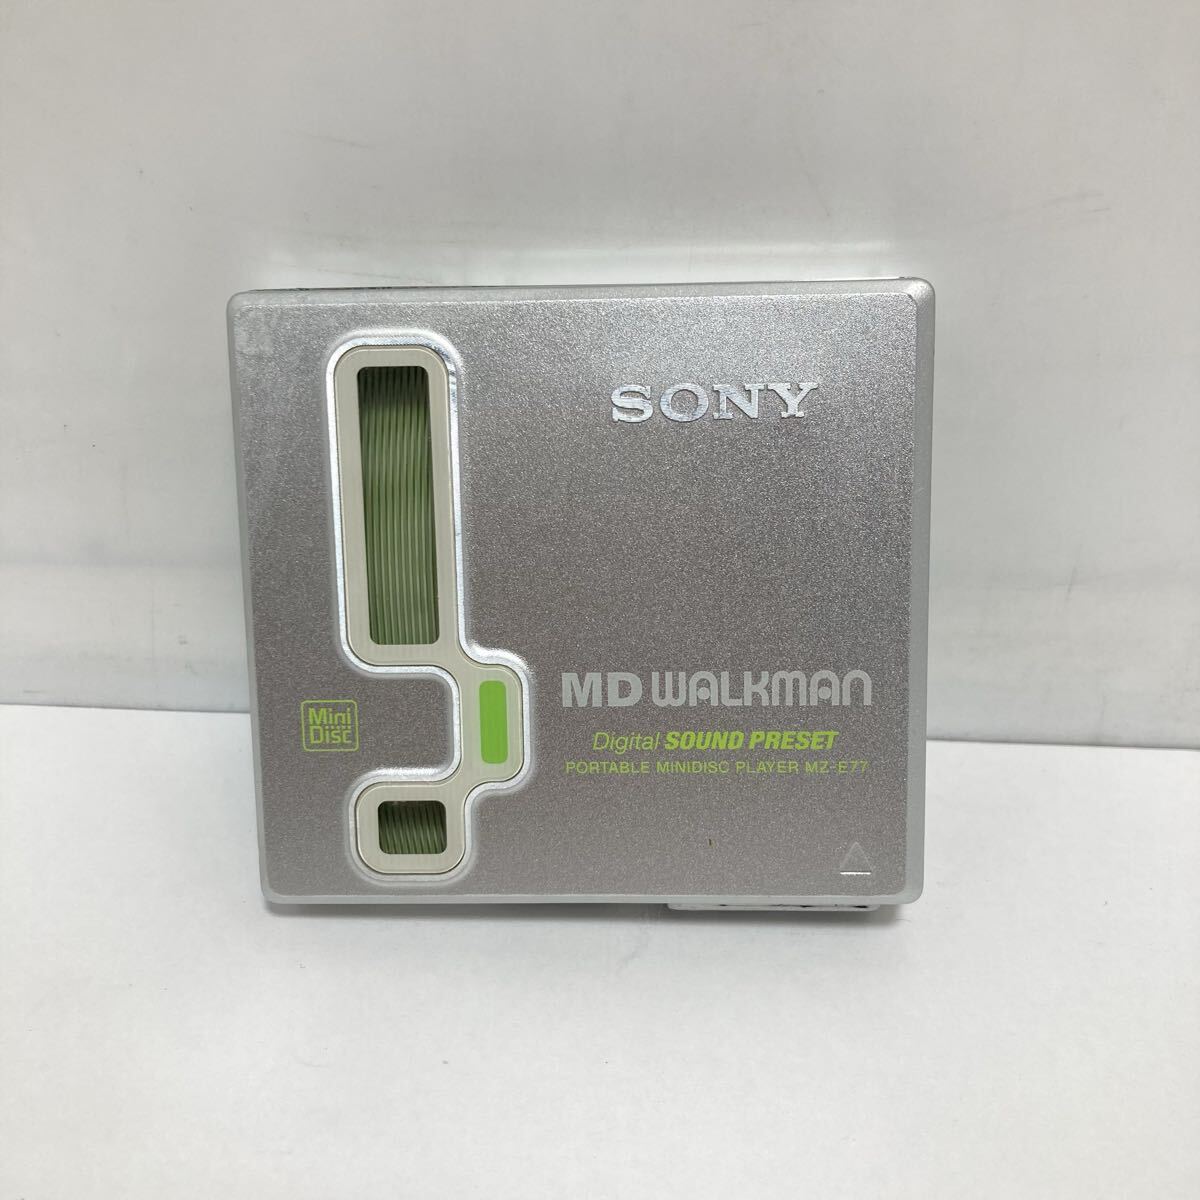 SONY
Mini
Disc
MD WALKMAN
Digital SOUND PRESET
PORTABLE MINIDISC PLAYER MZ-E77